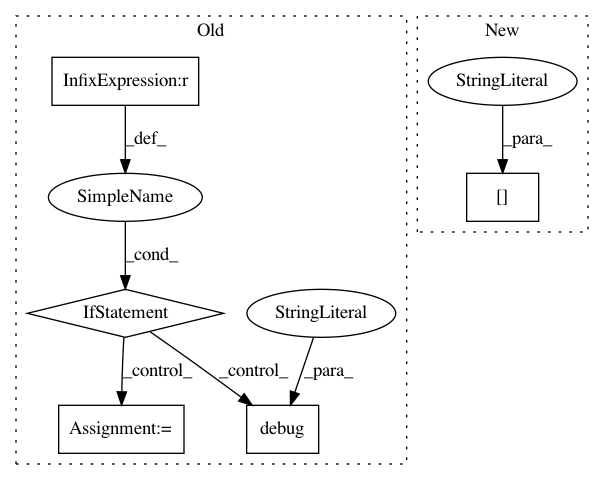 Old
New
InfixExpression:r
StringLiteral
_def_
_para_
SimpleName
[]
_cond_
IfStatement
StringLiteral
_control_
_control_
_para_
Assignment:=
debug